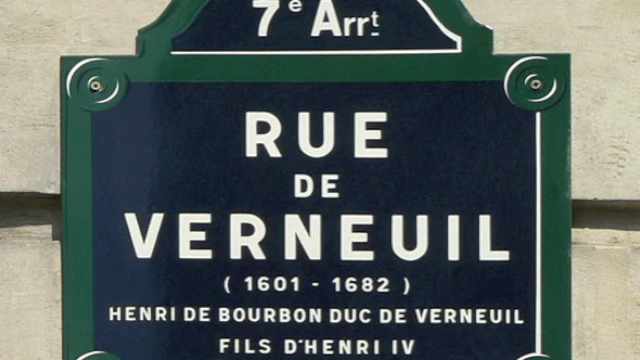 7e Arrt.
RUE
DE
VERNEUIL
( 1601 - 1682 )
HENRI DE BOURBON DUC DE VERNEUIL
FILS D'HENRI IV